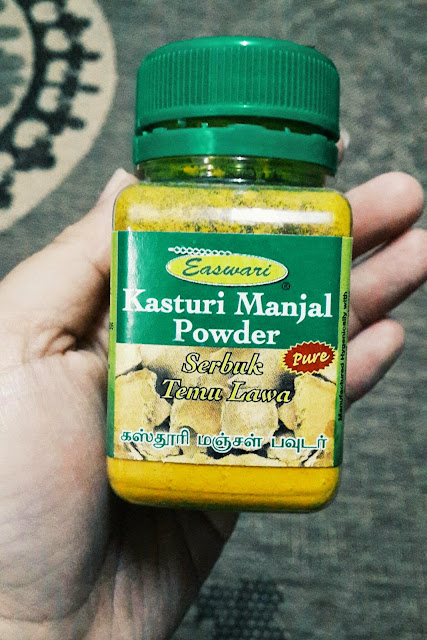 Easwari
®
Kasturi Manjal
Powder
Pure
Serbuk
Temu Lawa
கஸ்தூரி மஞ்சள் பவுடர்
Manufactured Hygienically with